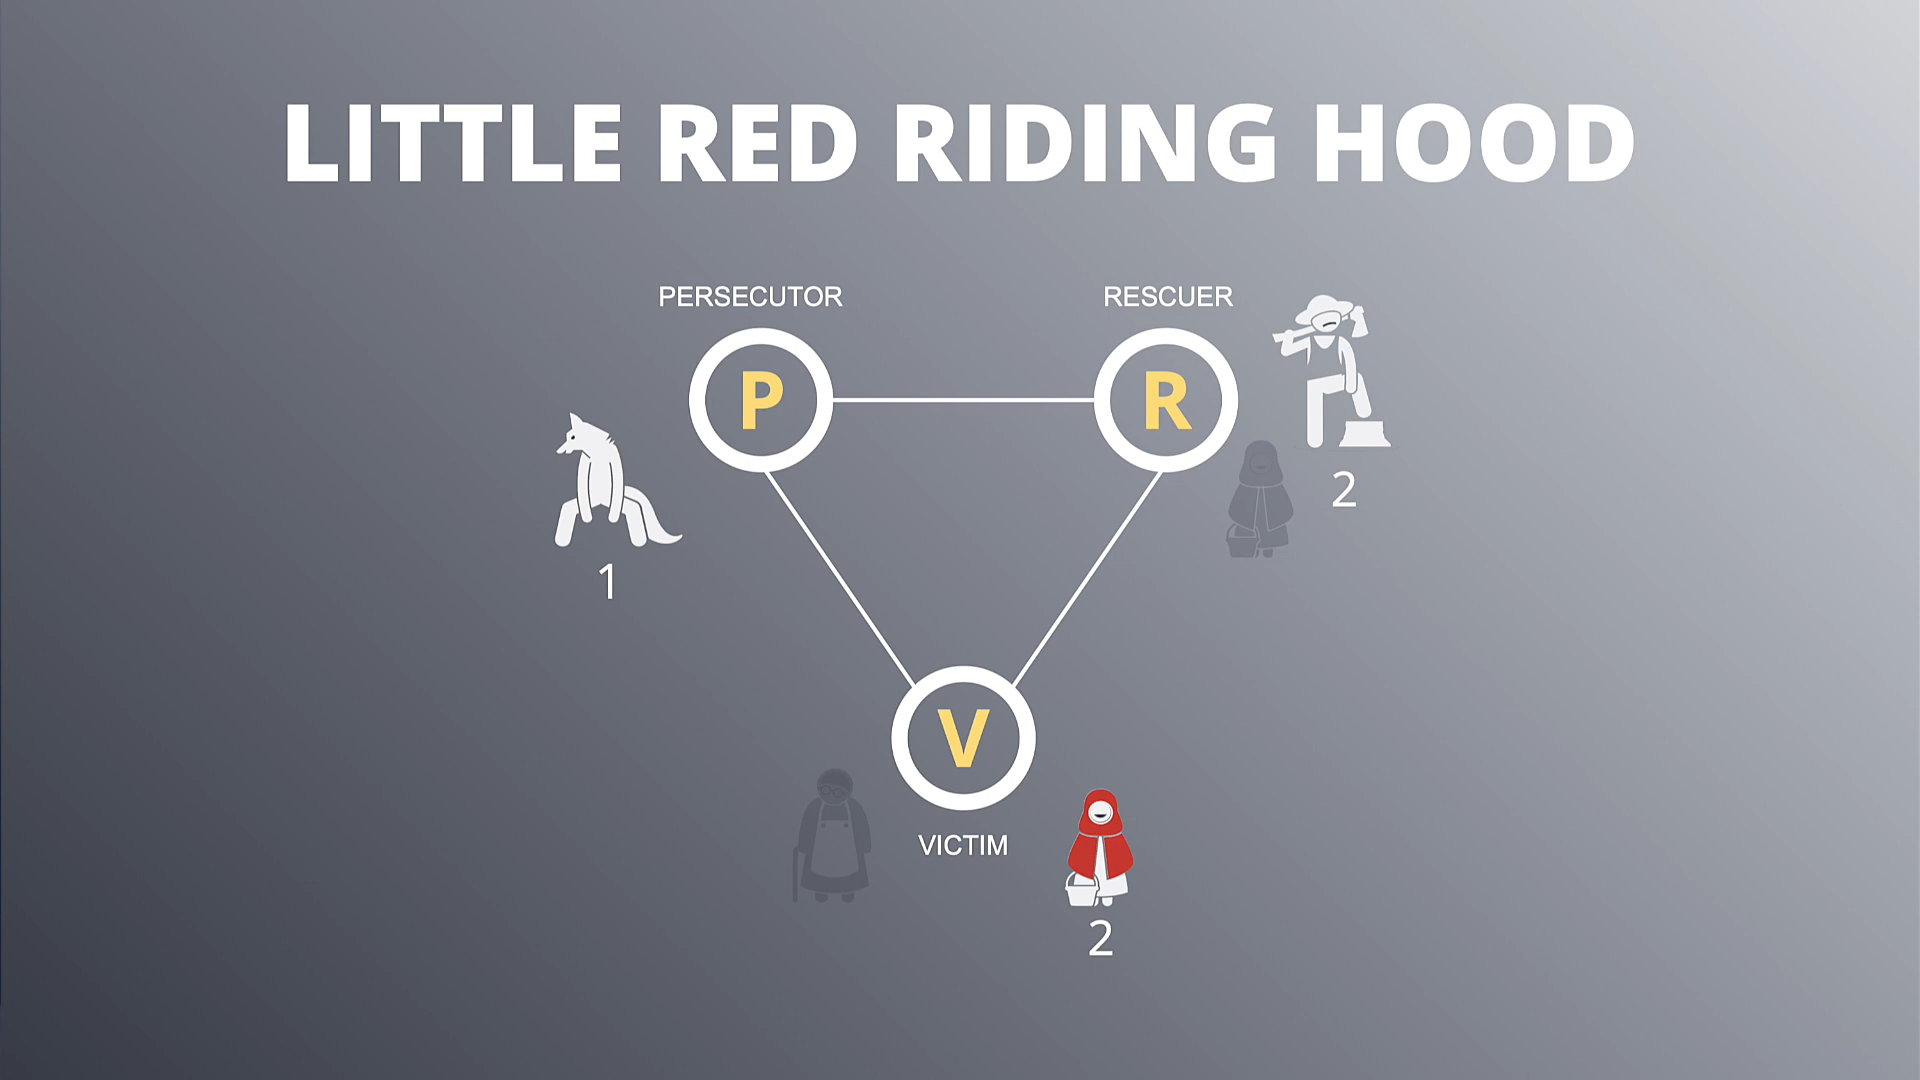 LITTLE RED RIDING HOOD
PERSECUTOR
RESCUER
P
R
2
1
V
VICTIM
2